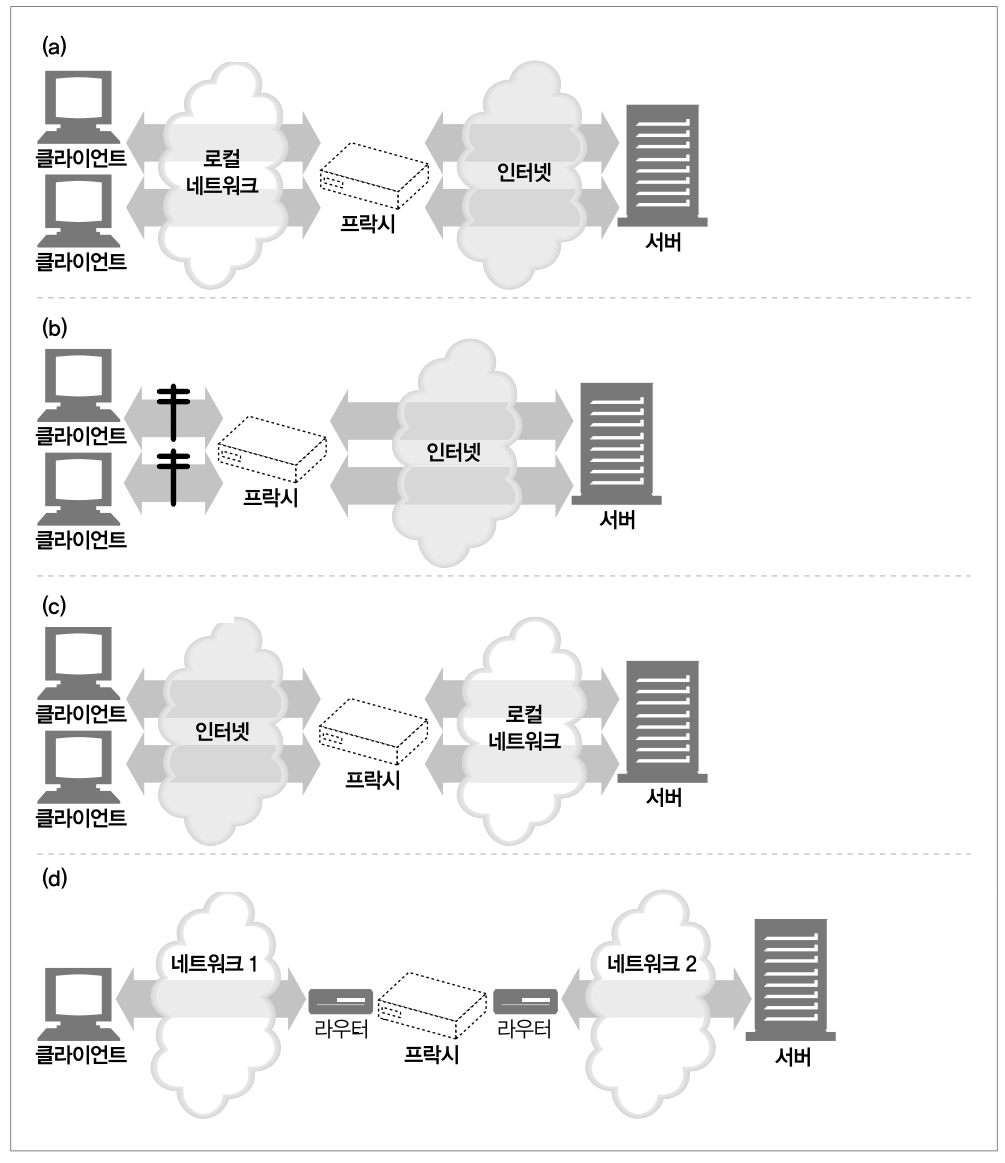 (a)
클라이언트
클라이언트
로컬
네트워크
프락시
인터넷
서버
(b)
클라이언트
클라이언트
프락시
인터넷
서버
(c)
클라이언트
클라이언트
인터넷
프락시
로컬
네트워크
서버
(d)
클라이언트
네트워크 1
라우터
프락시
라우터
네트워크 2
서버